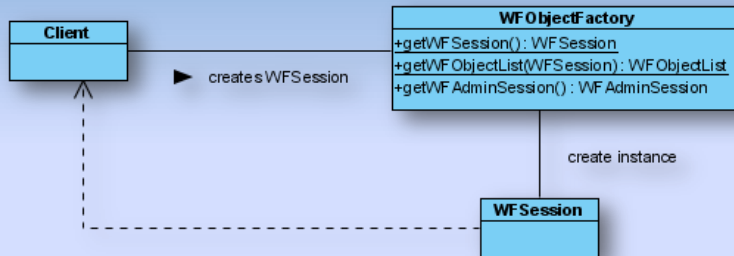 Client
WFObjectFactory
+getWFSession() : WFSession
+getWFObjectList(WFSession) : WFObjectList
+getWFAdminSession() : WFAdminSession
creates WFSession
create instance
WFSession